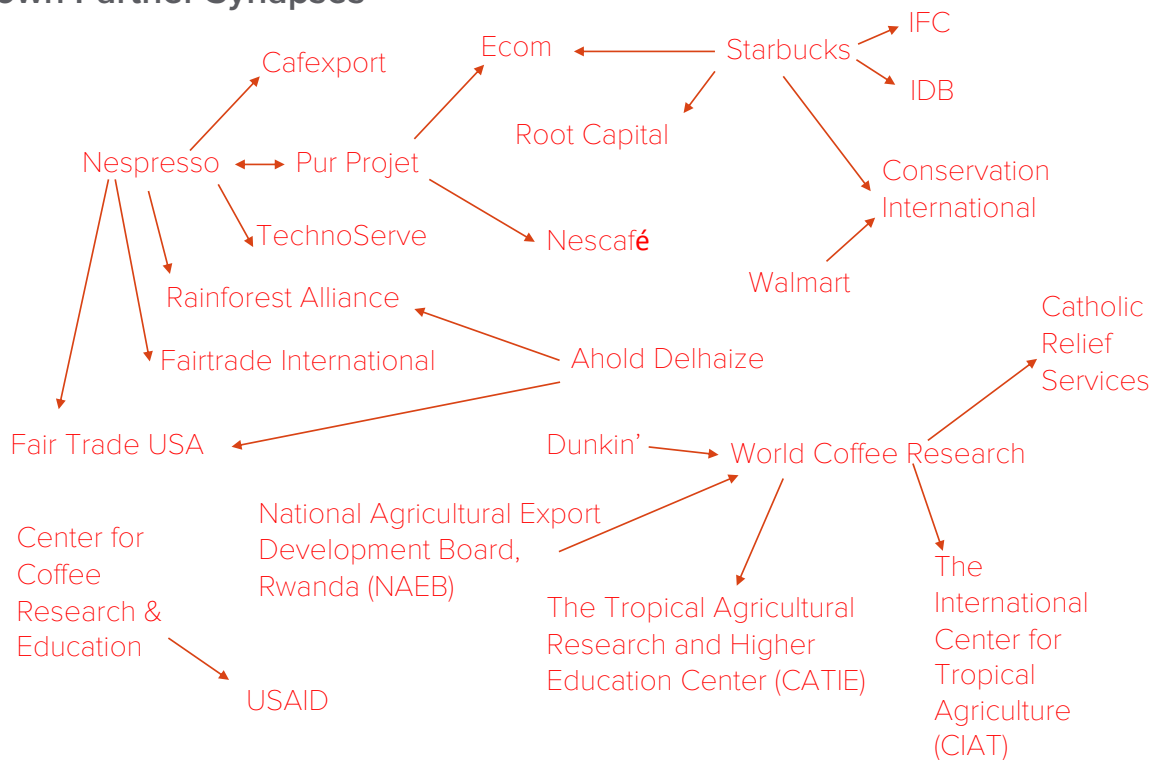 Partner Synapses
IFC
Ecom
Starbucks
Cafexport
IDB
Root Capital
Nespresso
Pur Projet
Conservation
International
TechnoServe
Nescafé
Walmart
Rainforest Alliance
Catholic
Relief
Services
Fairtrade International
Ahold Delhaize
Fair Trade USA
Dunkin’
World Coffee Research
National Agricultural Export
Development Board,
Rwanda (NAEB)
Center for
Coffee
Research &
Education
The Tropical Agricultural
Research and Higher
Education Center (CATIE)
The
International
Center for
Tropical
Agriculture
(CIAT)
USAID